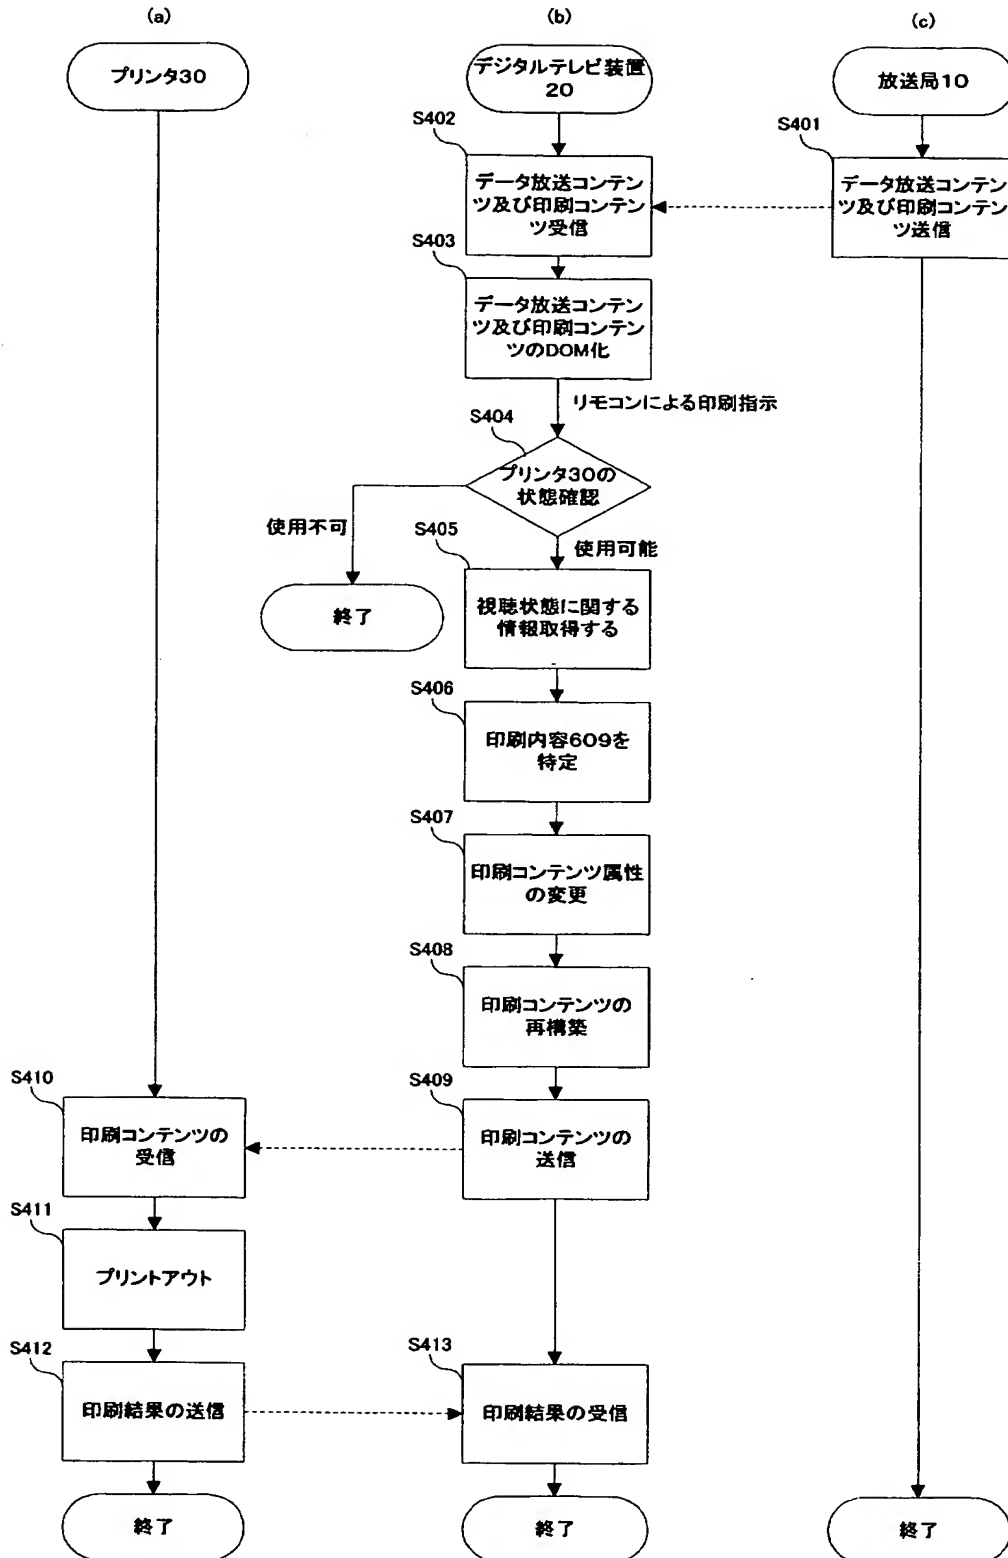 (a)
(b)
(c)
プリンタ30
デジタルテレビ装置
20
放送局10
S402
S401
データ放送コンテン
ツ及び印刷コンテン
ツ受信
データ放送コンテン
ツ及び印刷コンテン
ツ送信
S403
データ放送コンテン
ツ及び印刷コンテン
ツのDOM化
リモコンによる印刷指示
S404
プリンタ30の
状態確認
使用不可
使用可能
S405
終了
視聴状態に関する
情報取得する
S406
印刷内容609を
特定
S407
印刷コンテンツ属性
の変更
S408
印刷コンテンツの
再構築
S410
S409
印刷コンテンツの
受信
印刷コンテンツの
送信
S411
プリントアウト
S412
S413
印刷結果の送信
印刷結果の受信
終了
終了
終了